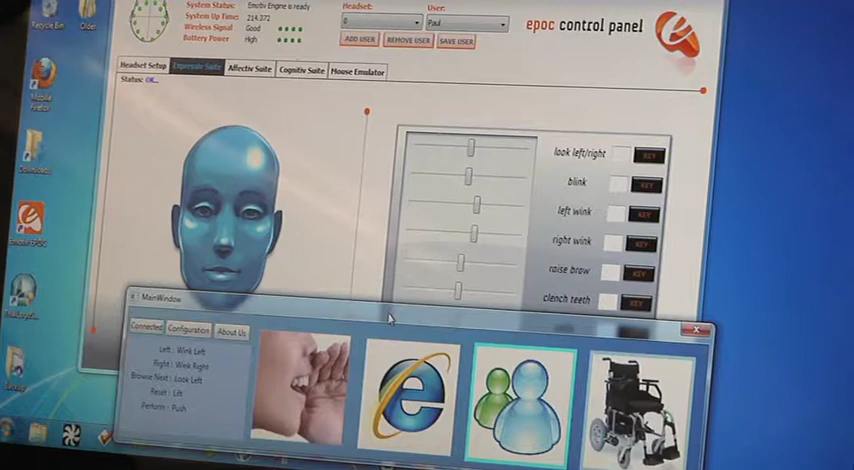 Recycle Bin
Older
System Status: Emotiv Engine is ready
System Up Time: 214.372
Wireless Signal Good
Battery Power High
Headset:
0
User:
Paul
ADD USER
REMOVE USER
SAVE USER
epoc control panel
Headset Setup
Expressiv Suite
Affectiv Suite
Cognitiv Suite
Mouse Emulator
Status: OK...
Mozilla Firefox
look left/right KEY
blink KEY
left wink KEY
right wink KEY
raise brow KEY
clench teeth KEY
MainWindow
Connected
Configuration
About Us
Left : Wink Left
Browse Next : Look Left
Reset : Lift
Perform : Push